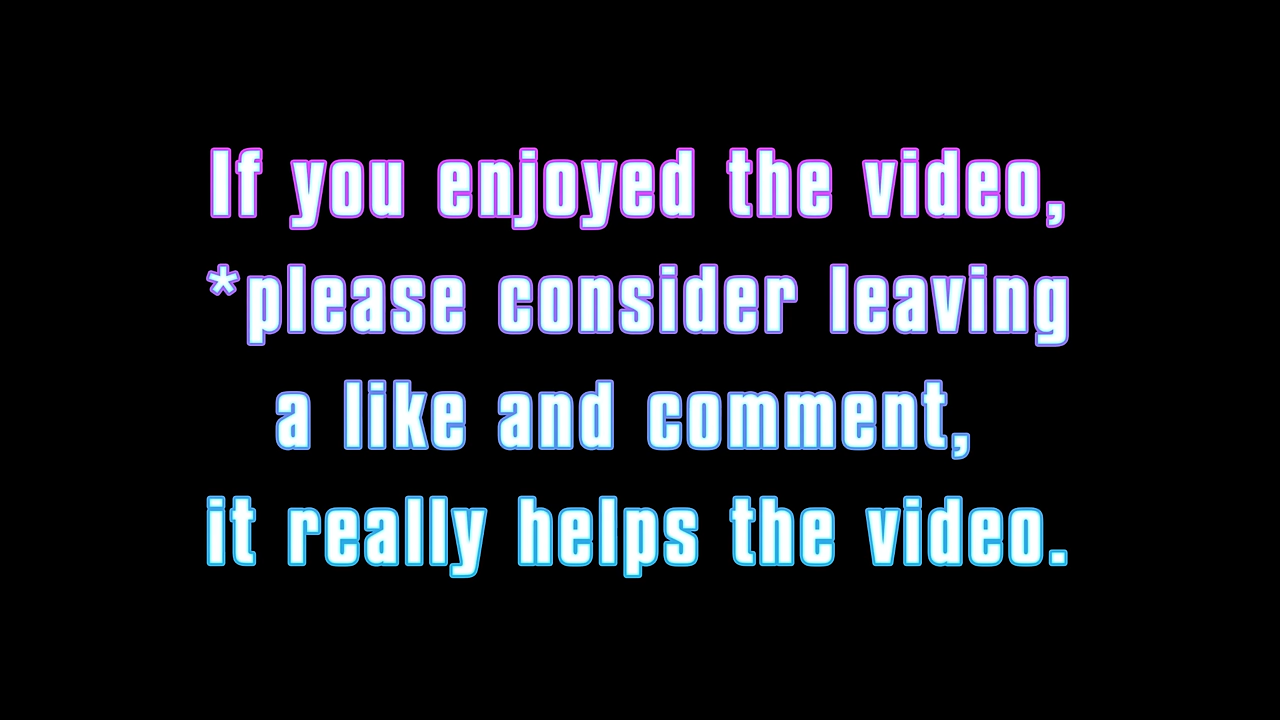 If you enjoyed the video,
*please consider leaving
a like and comment,
it really helps the video.